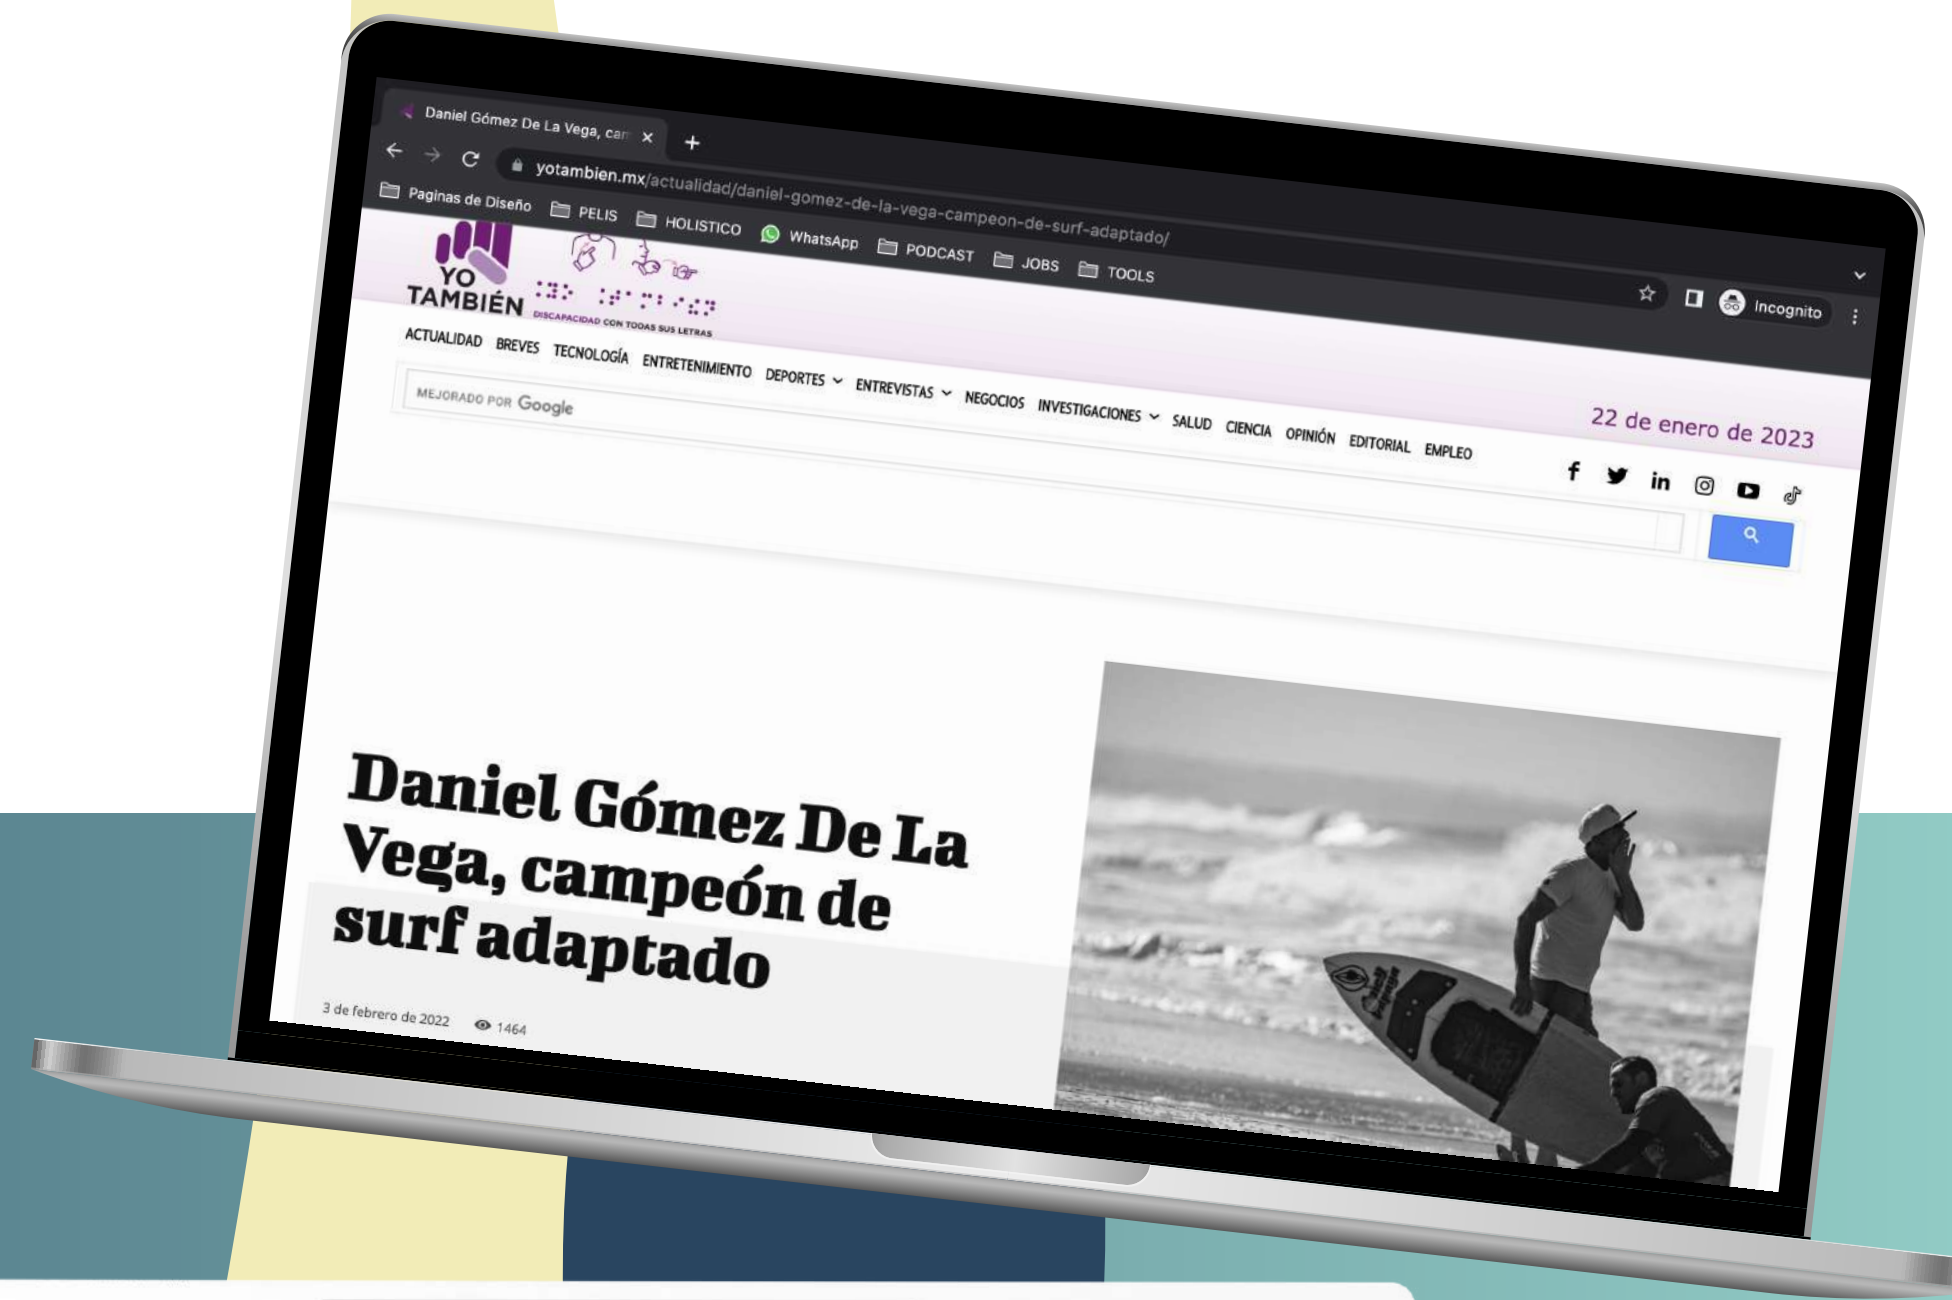 Daniel Gómez De La Vega, car
yotambien.mx/actualidad/daniel-gomez-de-la-vega-campeon-de-surf-adaptado/
Incognito
Paginas de Diseño PELIS HOLISTICO WhatsApp PODCAST JOBS TOOLS
YO
TAMBIÉN
DISCAPACIDAD CON TODAS SUS LETRAS
22 de enero de 2023
ACTUALIDAD BREVES TECNOLOGÍA ENTRETENIMIENTO DEPORTES ENTREVISTAS NEGOCIOS INVESTIGACIONES SALUD CIENCIA OPINIÓN EDITORIAL EMPLEO
MEJORADO POR Google
Daniel Gómez De La
Vega, campeón de
surf adaptado
3 de febrero de 2022 1464